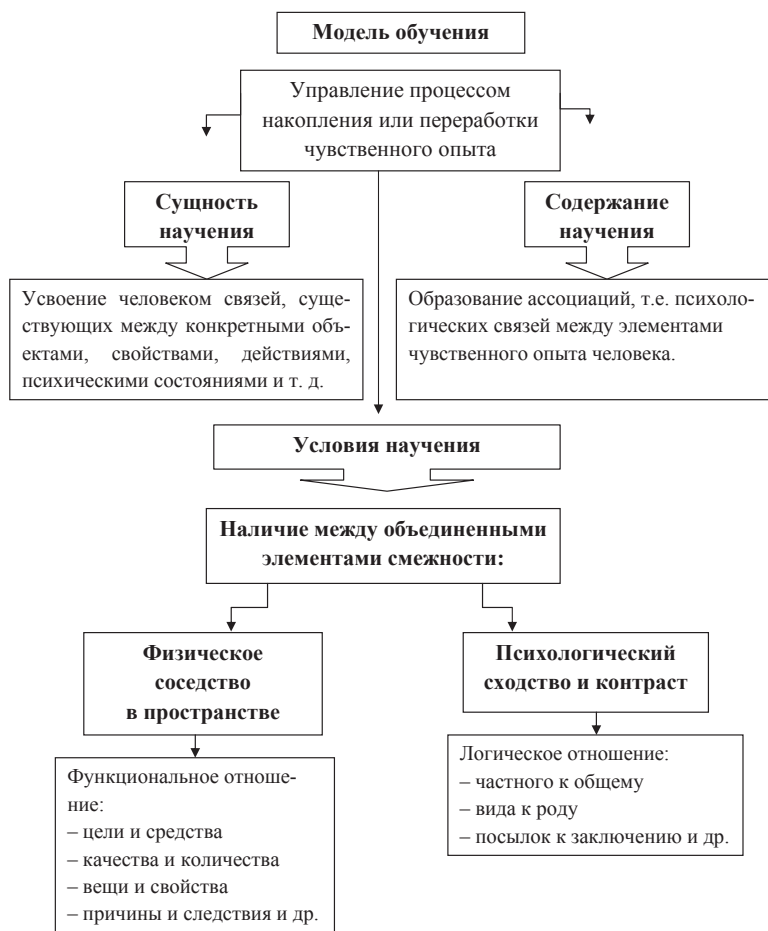 Модель обучения
Управление процессом
накопления или переработки
чувственного опыта
Сущность
научения
Содержание
научения
Усвоение человеком связей, суще-
ствующих между конкретными объ-
ектами, свойствами, действиями,
психическими состояниями и т. д.
Образование ассоциаций, т.е. психоло-
гических связей между элементами
чувственного опыта человека.
Условия научения
Наличие между объединенными
элементами смежности:
Физическое
соседство
в пространстве
Психологический
сходство и контраст
Функциональное отноше-
ние:
– цели и средства
– качества и количества
– вещи и свойства
– причины и следствия и др.
Логическое отношение:
– частного к общему
– вида к роду
– посылок к заключению и др.